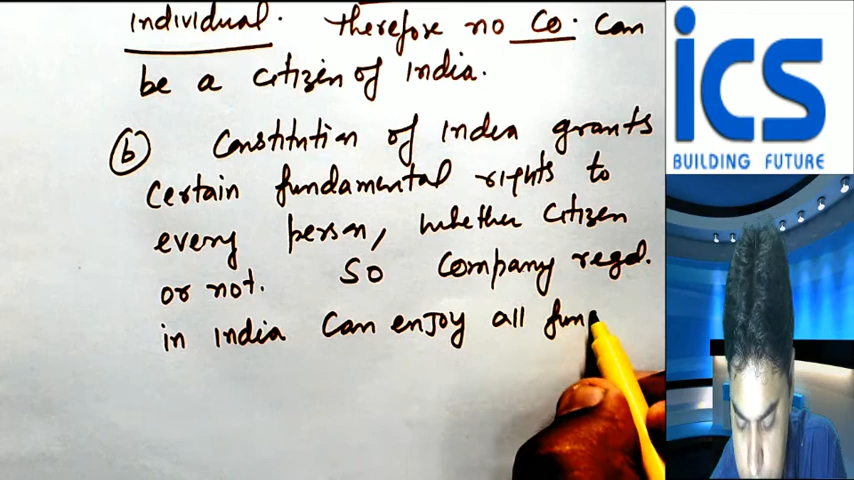 individual. Therefore no Co. Can
be a citizen of India.
(b) Constitution of India grants
certain fundamental rights to
every person, whether citizen
or not. So Company regd.
in India Can enjoy all fun
ics
BUILDING FUTURE